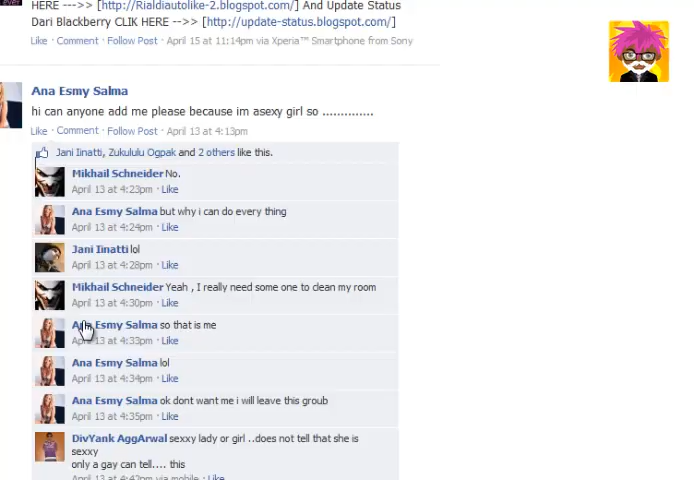 ever
HERE --->> [http://Rialdiautolike-2.blogspot.com/] And Update Status
Dari Blackberry CLIK HERE -->> [http://update-status.blogspot.com/]
Like · Comment · Follow Post · April 15 at 11:14pm via Xperia™ Smartphone from Sony
Ana Esmy Salma
hi can anyone add me please because im asexy girl so ..............
Like · Comment · Follow Post · April 13 at 4:13pm
Jani Iinatti, Zukululu Ogpak and 2 others like this.
Mikhail Schneider No.
April 13 at 4:23pm · Like
Ana Esmy Salma but why i can do every thing
April 13 at 4:24pm · Like
Jani Iinatti lol
April 13 at 4:28pm · Like
Mikhail Schneider Yeah , I really need some one to clean my room
April 13 at 4:30pm · Like
Ana Esmy Salma so that is me
April 13 at 4:33pm · Like
Ana Esmy Salma lol
April 13 at 4:34pm · Like
Ana Esmy Salma ok dont want me i will leave this groub
April 13 at 4:35pm · Like
DivYank AggArwal sexxy lady or girl ..does not tell that she is
sexxy
only a gay can tell.... this
April 13 at 4:42pm via mobile · Like